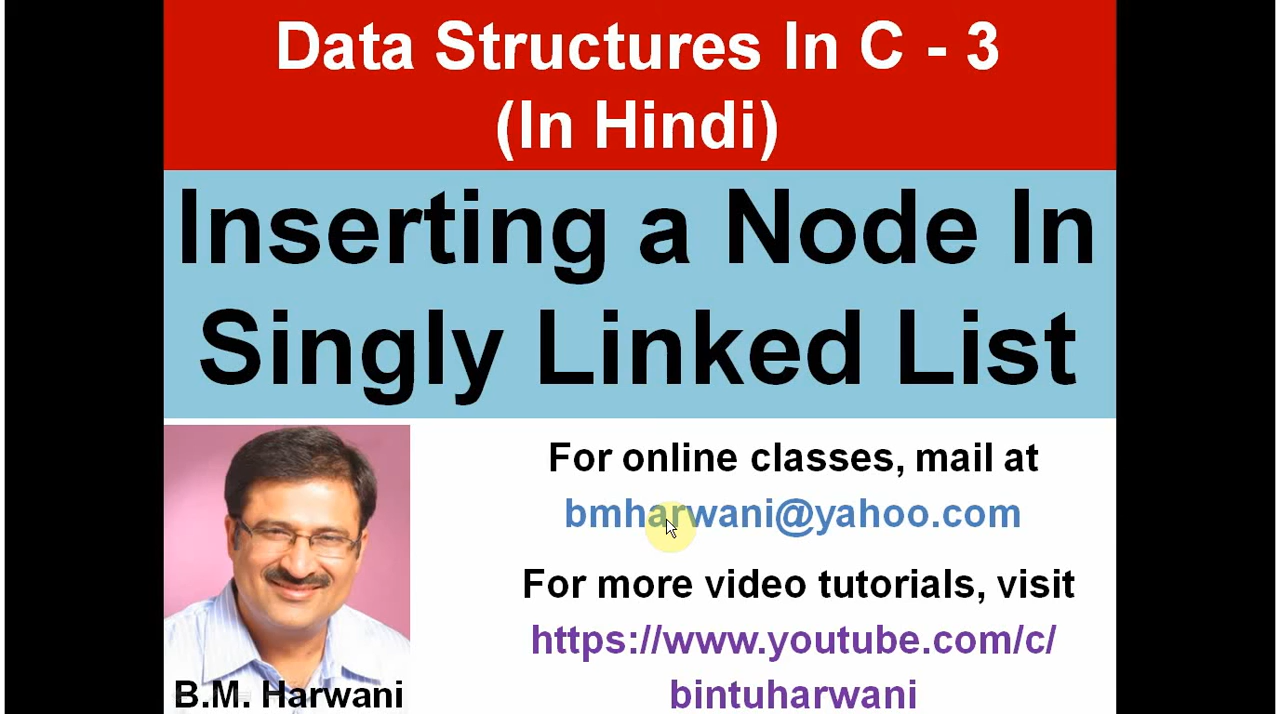 Data Structures In C - 3
(In Hindi)
Inserting a Node In
Singly Linked List
For online classes, mail at
bmharwani@yahoo.com
For more video tutorials, visit
https://www.youtube.com/c/
bintuharwani
B.M. Harwani